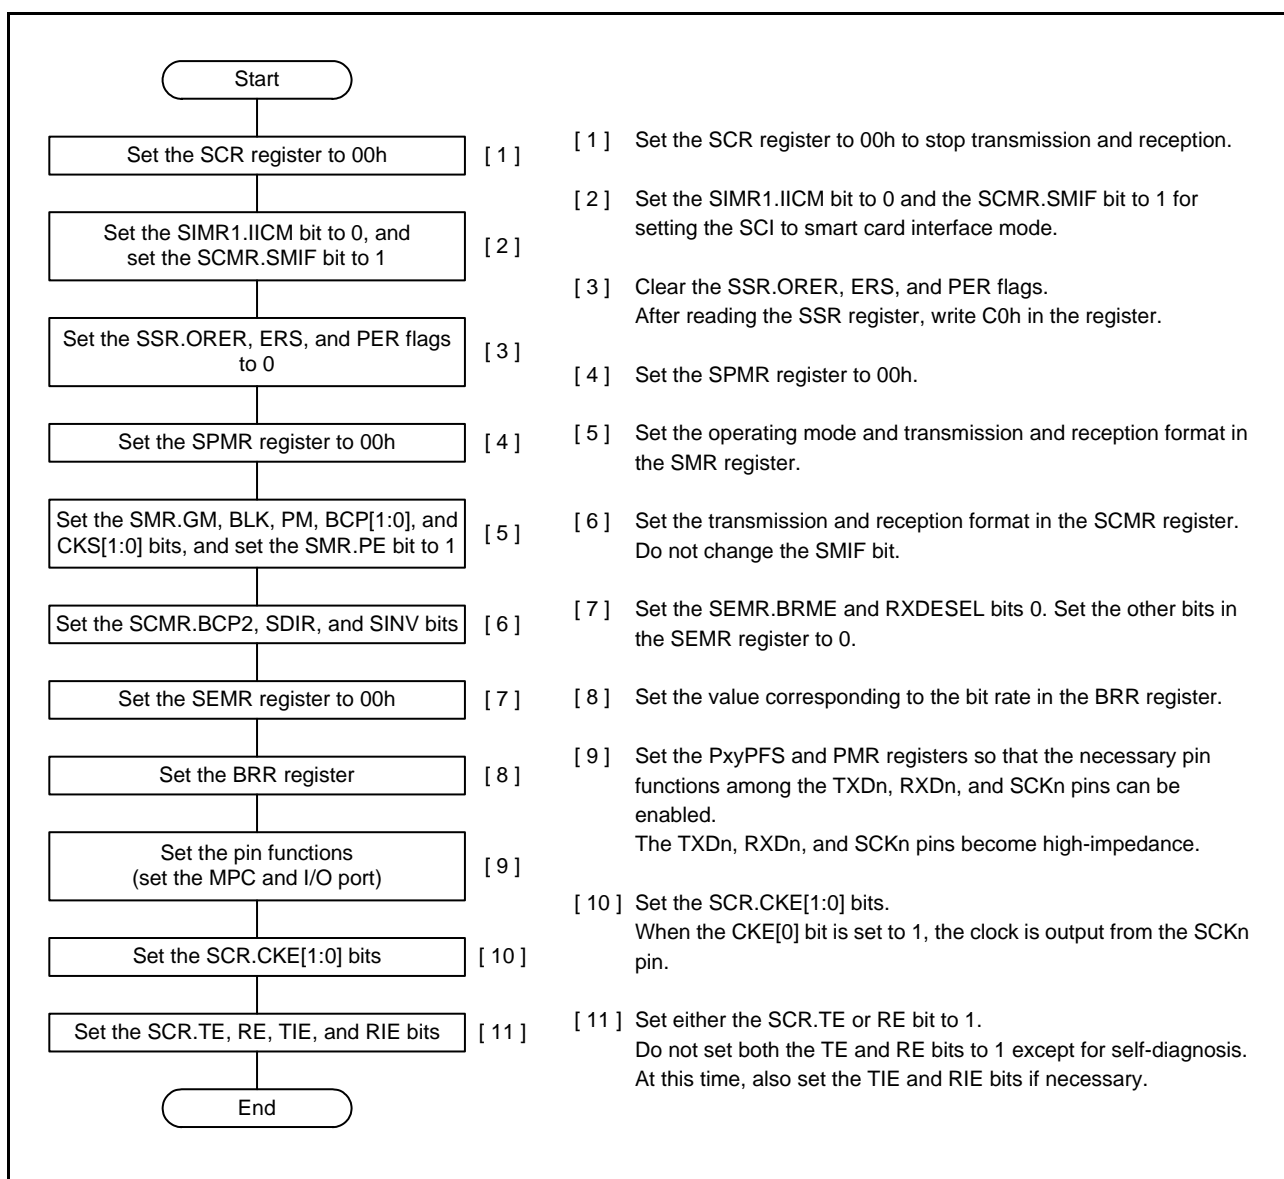 Start
Set the SCR register to 00h
[ 1 ]
Set the SIMR1.IICM bit to 0, and
set the SCMR.SMIF bit to 1
[ 2 ]
Set the SSR.ORER, ERS, and PER flags
to 0
[ 3 ]
Set the SPMR register to 00h
[ 4 ]
Set the SMR.GM, BLK, PM, BCP[1:0], and
CKS[1:0] bits, and set the SMR.PE bit to 1
[ 5 ]
Set the SCMR.BCP2, SDIR, and SINV bits
[ 6 ]
Set the SEMR register to 00h
[ 7 ]
Set the BRR register
[ 8 ]
Set the pin functions
(set the MPC and I/O port)
[ 9 ]
Set the SCR.CKE[1:0] bits
[ 10 ]
Set the SCR.TE, RE, TIE, and RIE bits
[ 11 ]
End
[ 1 ] Set the SCR register to 00h to stop transmission and reception.
[ 2 ] Set the SIMR1.IICM bit to 0 and the SCMR.SMIF bit to 1 for
setting the SCI to smart card interface mode.
[ 3 ] Clear the SSR.ORER, ERS, and PER flags.
After reading the SSR register, write C0h in the register.
[ 4 ] Set the SPMR register to 00h.
[ 5 ] Set the operating mode and transmission and reception format in
the SMR register.
[ 6 ] Set the transmission and reception format in the SCMR register.
Do not change the SMIF bit.
[ 7 ] Set the SEMR.BRME and RXDESEL bits 0. Set the other bits in
the SEMR register to 0.
[ 8 ] Set the value corresponding to the bit rate in the BRR register.
[ 9 ] Set the PxyPFS and PMR registers so that the necessary pin
functions among the TXDn, RXDn, and SCKn pins can be
enabled.
The TXDn, RXDn, and SCKn pins become high-impedance.
[ 10 ] Set the SCR.CKE[1:0] bits.
When the CKE[0] bit is set to 1, the clock is output from the SCKn
pin.
[ 11 ] Set either the SCR.TE or RE bit to 1.
Do not set both the TE and RE bits to 1 except for self-diagnosis.
At this time, also set the TIE and RIE bits if necessary.